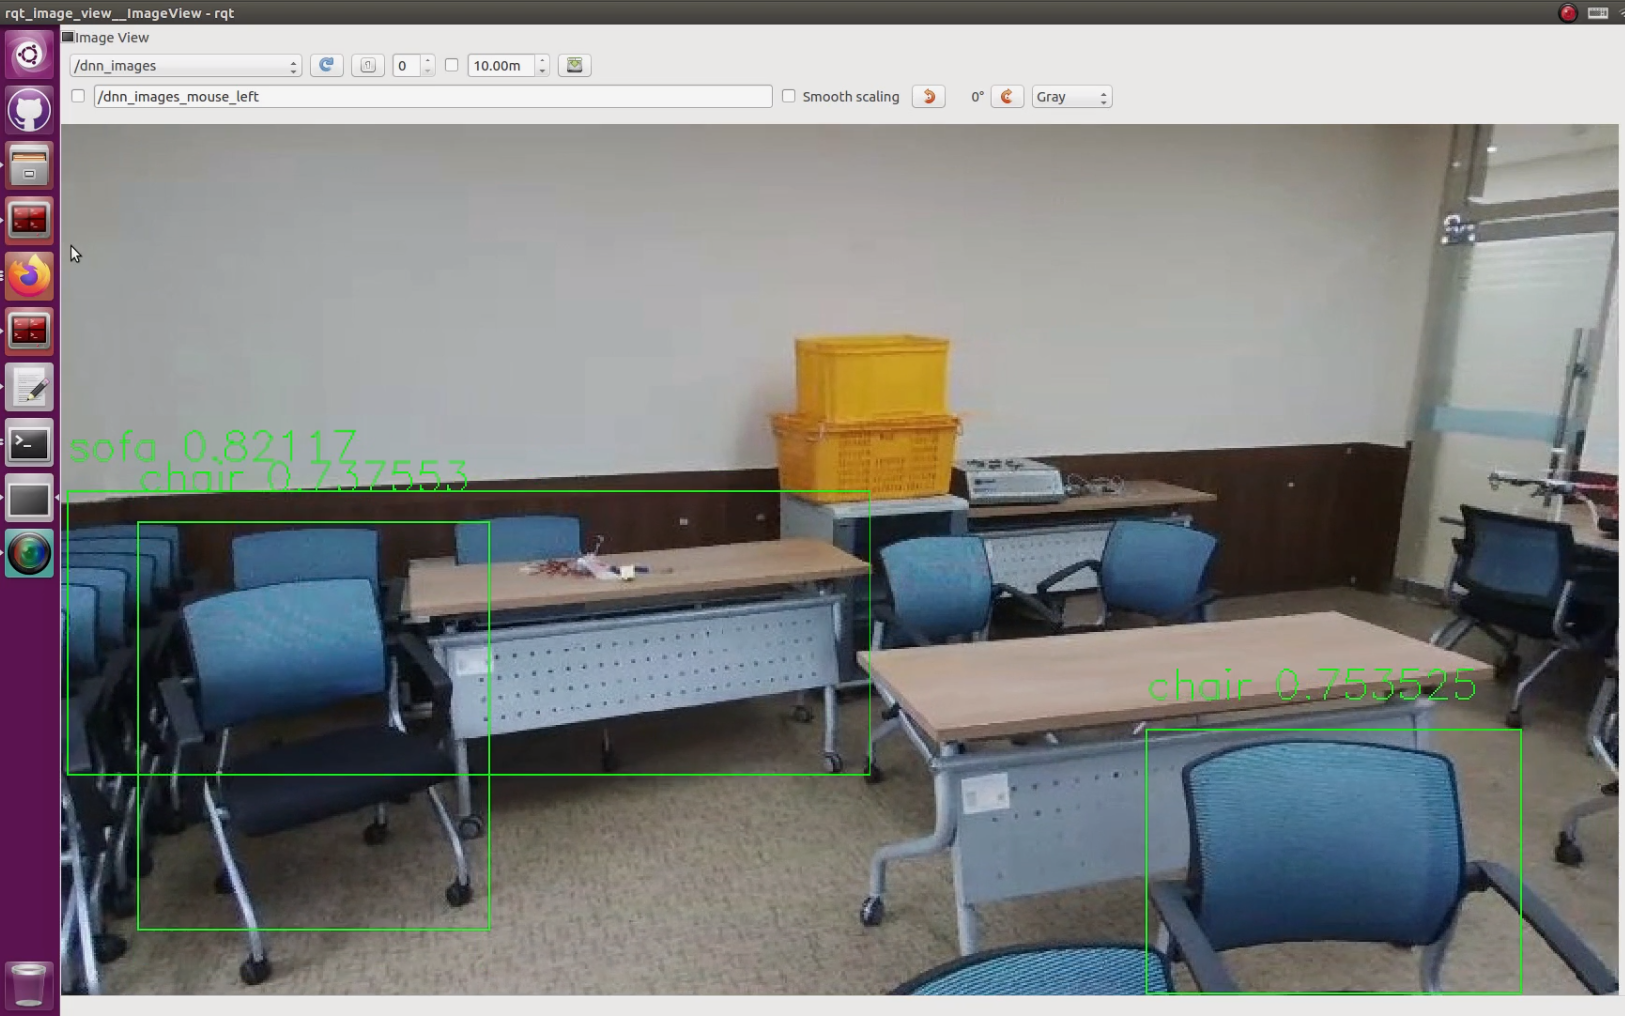 rqt_image_view__ImageView - rqt
Image View
/dnn_images
0
10.00m
/dnn_images_mouse_left
Smooth scaling
0°
Gray
sofa 0.82117
chair 0.737553
chair 0.753525